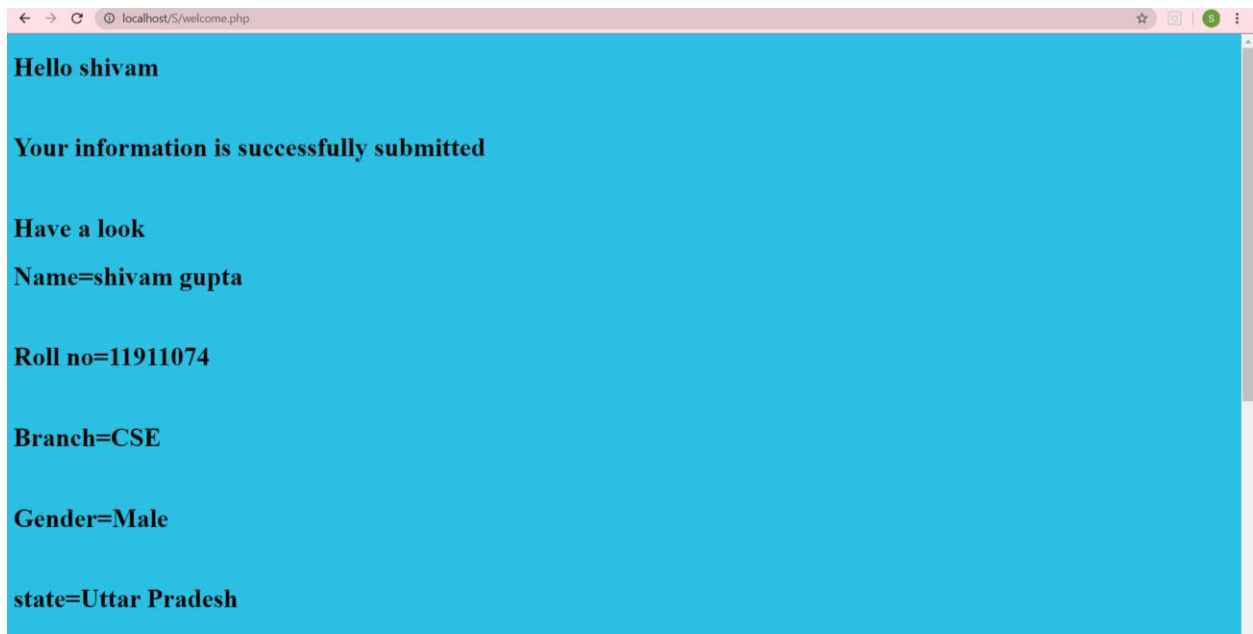 localhost/S/welcome.php
S
Hello shivam
Your information is successfully submitted
Have a look
Name=shivam gupta
Roll no=11911074
Branch=CSE
Gender=Male
state=Uttar Pradesh